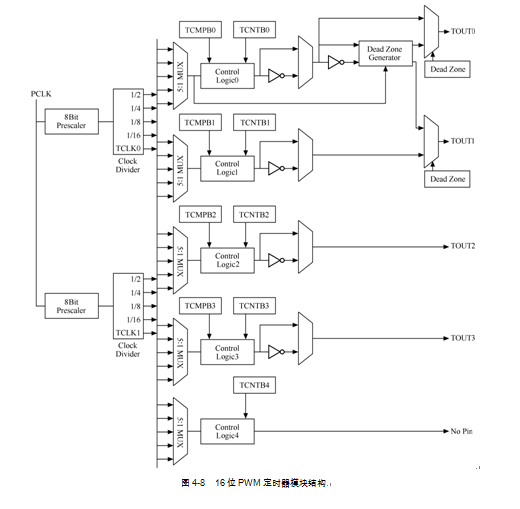 TCMPB0
TCNTB0
TOUT0
5:1 MUX
Control
Logic0
Dead Zone
Generator
Dead Zone
PCLK
8Bit
Prescaler
1/2
1/4
1/8
1/16
TCLK0
Clock
Divider
TCMPB1
TCNTB1
TOUT1
5:1 MUX
Control
Logic1
Dead Zone
TCMPB2
TCNTB2
TOUT2
5:1 MUX
Control
Logic2
8Bit
Prescaler
1/2
1/4
1/8
1/16
TCLK1
Clock
Divider
TCMPB3
TCNTB3
TOUT3
5:1 MUX
Control
Logic3
TCNTB4
5:1 MUX
Control
Logic4
No Pin
图 4-8 16 位 PWM 定时器模块结构